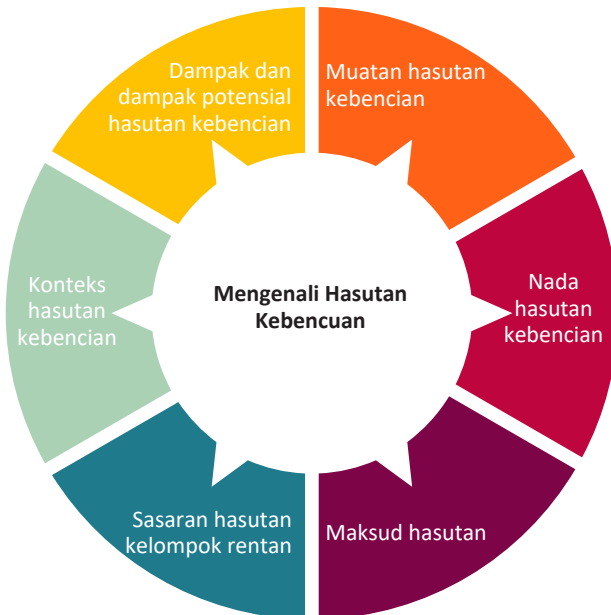 Dampak dan
dampak potensial
hasutan kebencian
Muatan hasutan
kebencian
Konteks
hasutan
kebencian
Mengenali Hasutan
Kebencuan
Nada
hasutan
kebencian
Sasaran hasutan
kelompok rentan
Maksud hasutan